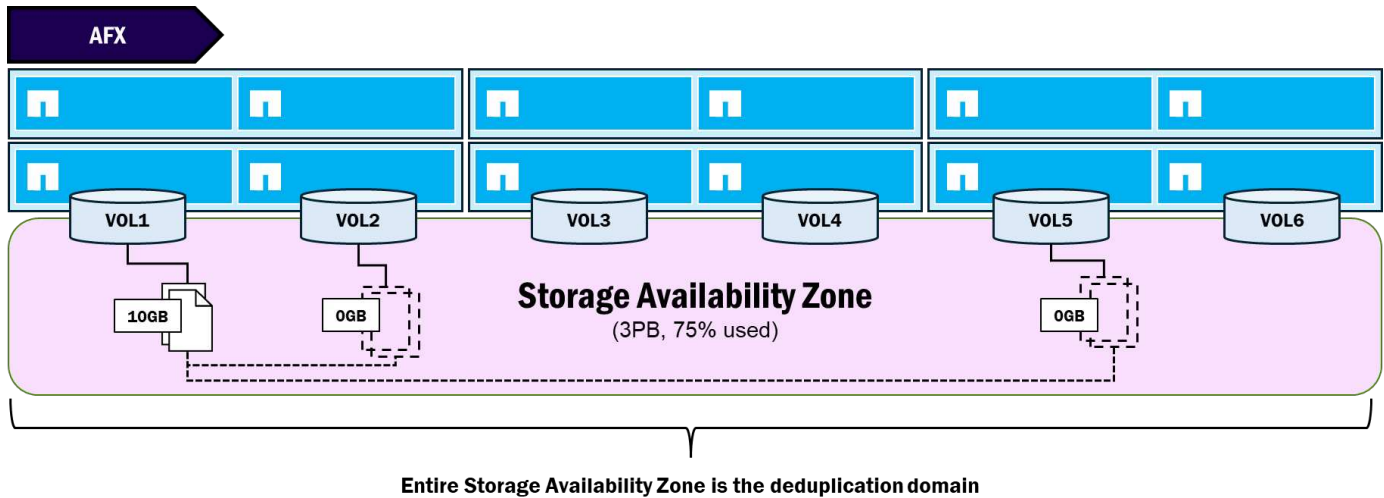 AFX
VOL1
VOL2
VOL3
VOL4
VOL5
VOL6
10GB
0GB
Storage Availability Zone
(3PB, 75% used)
0GB
Entire Storage Availability Zone is the deduplication domain